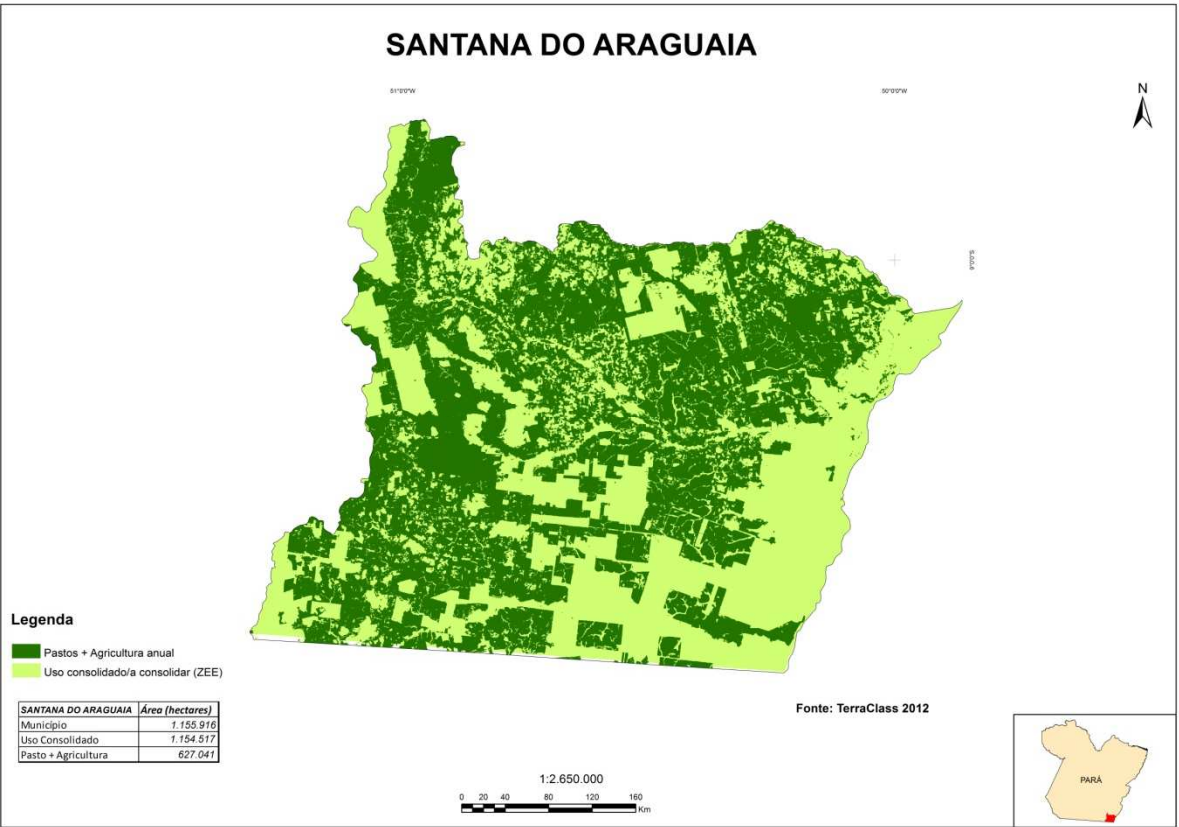 SANTANA DO ARAGUAIA
51°0'0"W
50°0'0"W
N
9°0'0"S
Legenda
Pastos + Agricultura anual
Uso consolidado/a consolidar (ZEE)
SANTANA DO ARAGUAIA Área (hectares)
Município 1.155.916
Uso Consolidado 1.154.517
Pasto + Agricultura 627.041
Fonte: TerraClass 2012
1:2.650.000
0 20 40 80 120 160
Km
PARÁ